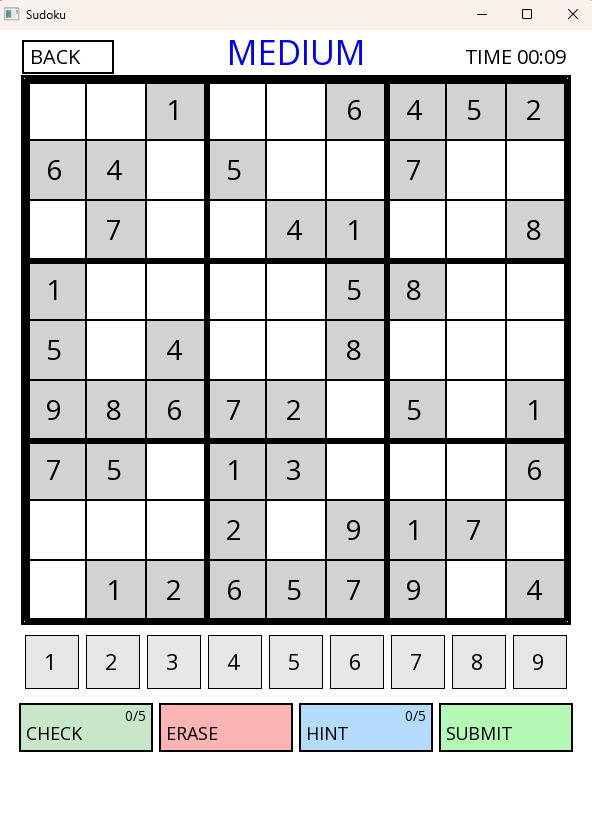 Sudoku
BACK MEDIUM TIME 00:09
1 6 4 5 2
6 4 5 7
7 4 1 8
1 5 8
5 4 8
9 8 6 7 2 5 1
7 5 1 3 6
2 9 1 7
1 2 6 5 7 9 4
1 2 3 4 5 6 7 8 9
0/5 0/5
CHECK ERASE HINT SUBMIT